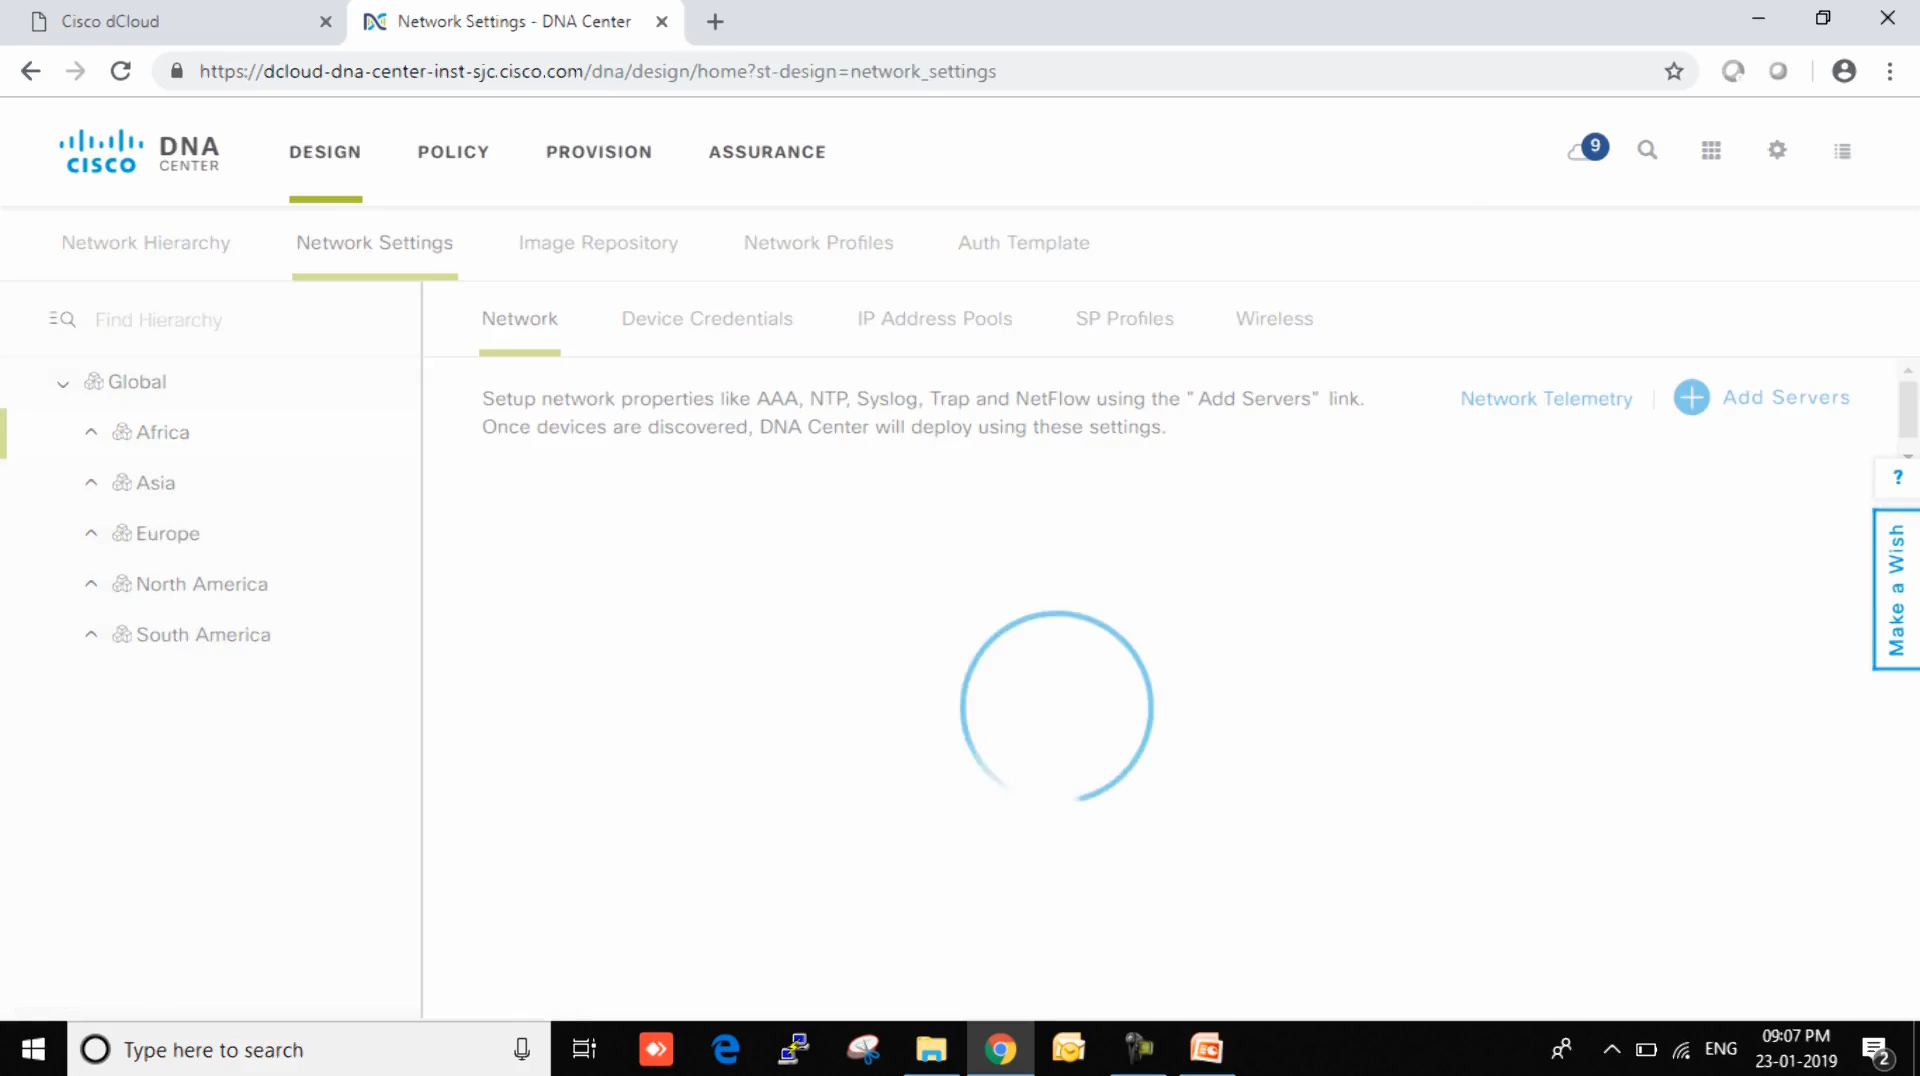 Cisco dCloud
Network Settings - DNA Center
https://dcloud-dna-center-inst-sjc.cisco.com/dna/design/home?st-design=network_settings
CISCO
DNA
CENTER
DESIGN
POLICY
PROVISION
ASSURANCE
9
Network Hierarchy
Network Settings
Image Repository
Network Profiles
Auth Template
Find Hierarchy
Network
Device Credentials
IP Address Pools
SP Profiles
Wireless
Global
Africa
Asia
Europe
North America
South America
Setup network properties like AAA, NTP, Syslog, Trap and NetFlow using the "Add Servers" link.
Once devices are discovered, DNA Center will deploy using these settings.
Network Telemetry
Add Servers
?
Make a Wish
Type here to search
ENG
09:07 PM
23-01-2019
2